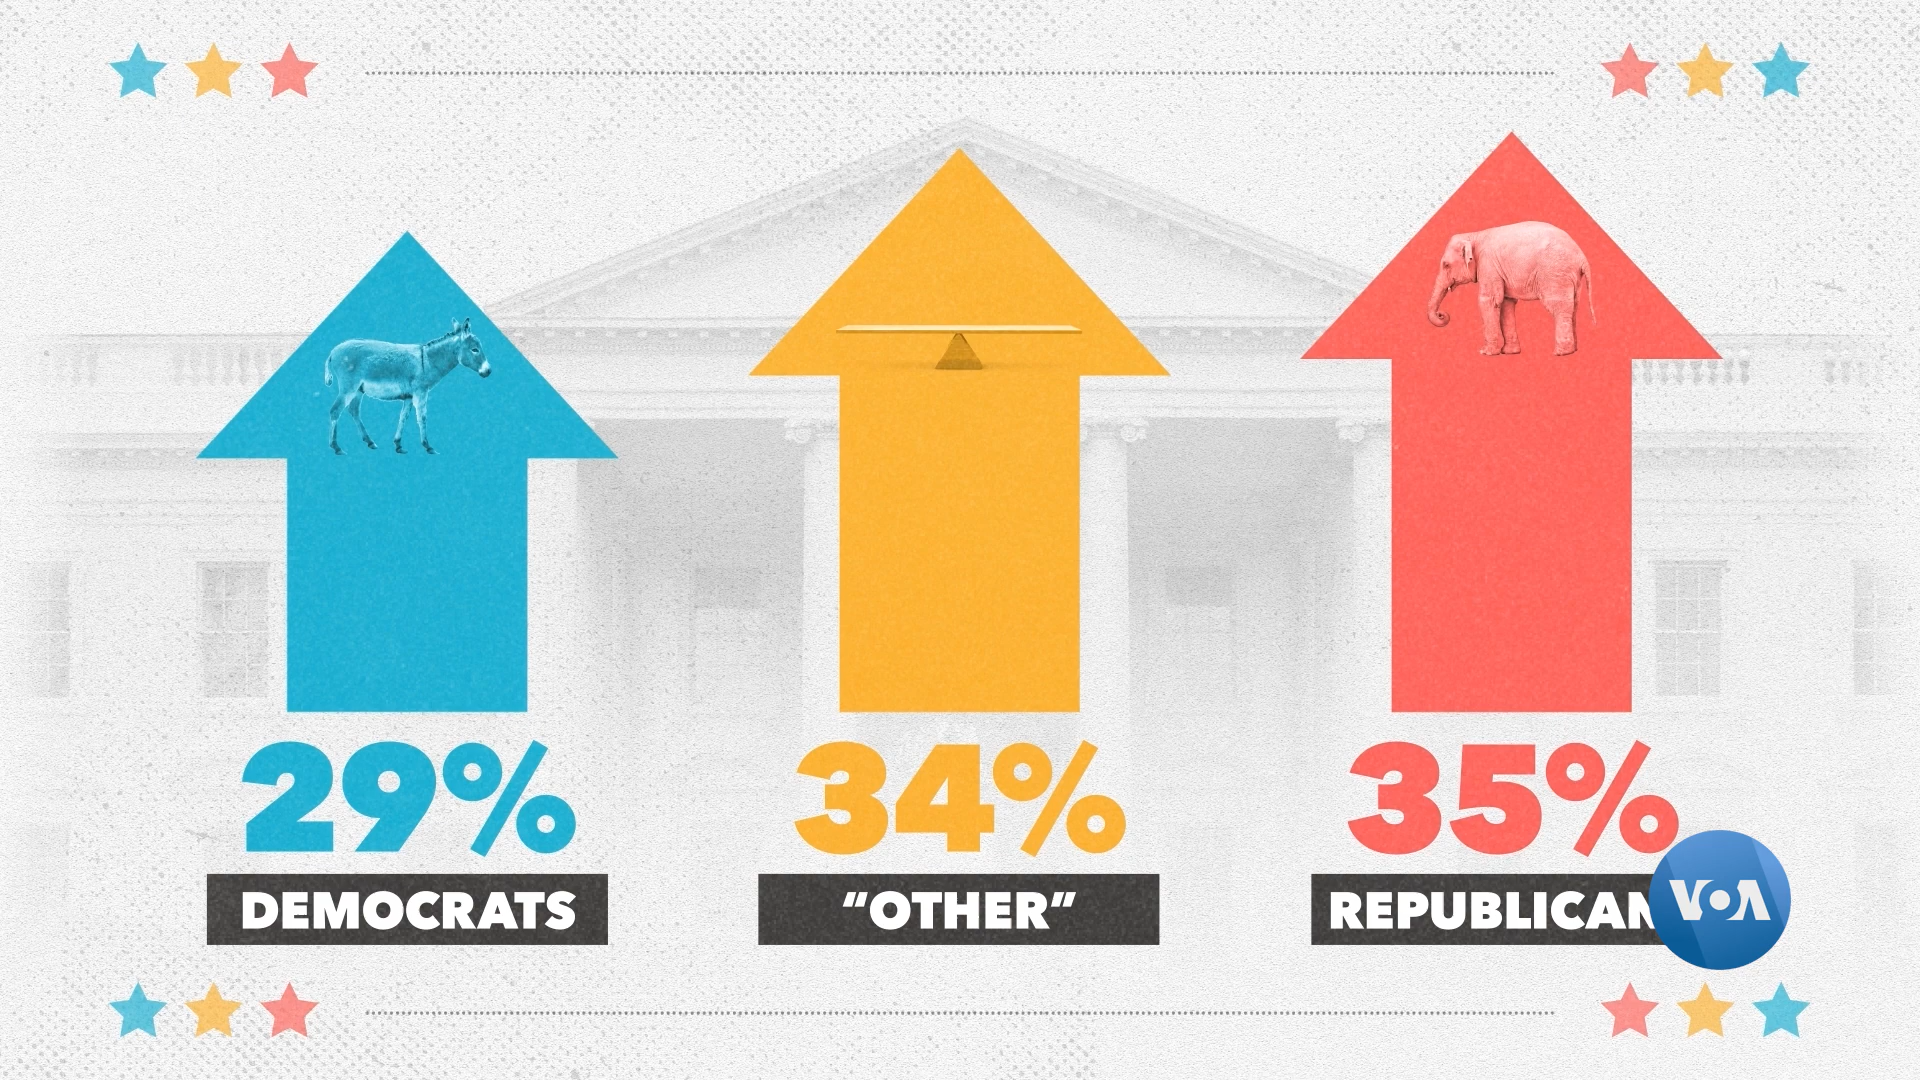 29%
34%
35%
DEMOCRATS
"OTHER"
REPUBLICAN
VOA